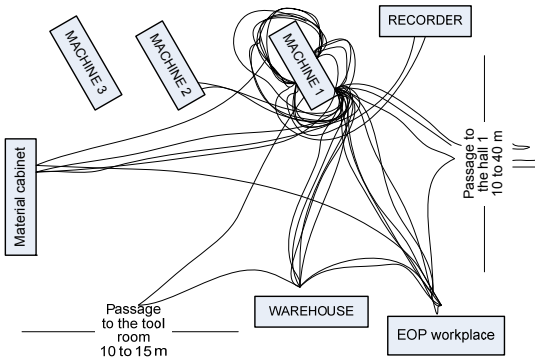 RECORDER
MACHINE 1
MACHINE 2
MACHINE 3
Passage to
the hall 1
10 to 40 m
Material cabinet
WAREHOUSE
Passage
to the tool
room
10 to 15 m
EOP workplace